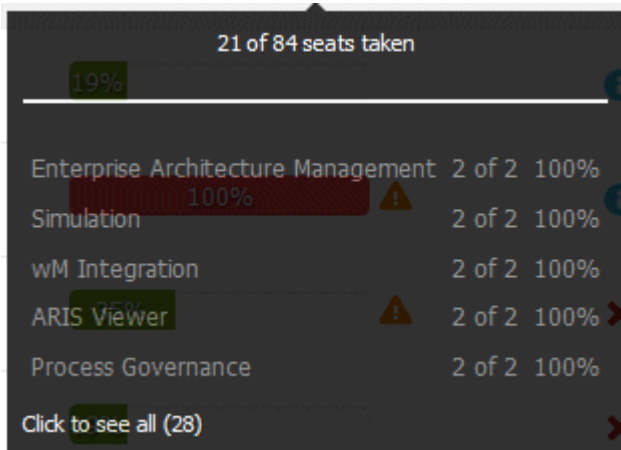 21 of 84 seats taken
19%
Enterprise Architecture Management 2 of 2 100%
100%
Simulation 2 of 2 100%
wM Integration 2 of 2 100%
ARIS Viewer 2 of 2 100%
Process Governance 2 of 2 100%
Click to see all (28)